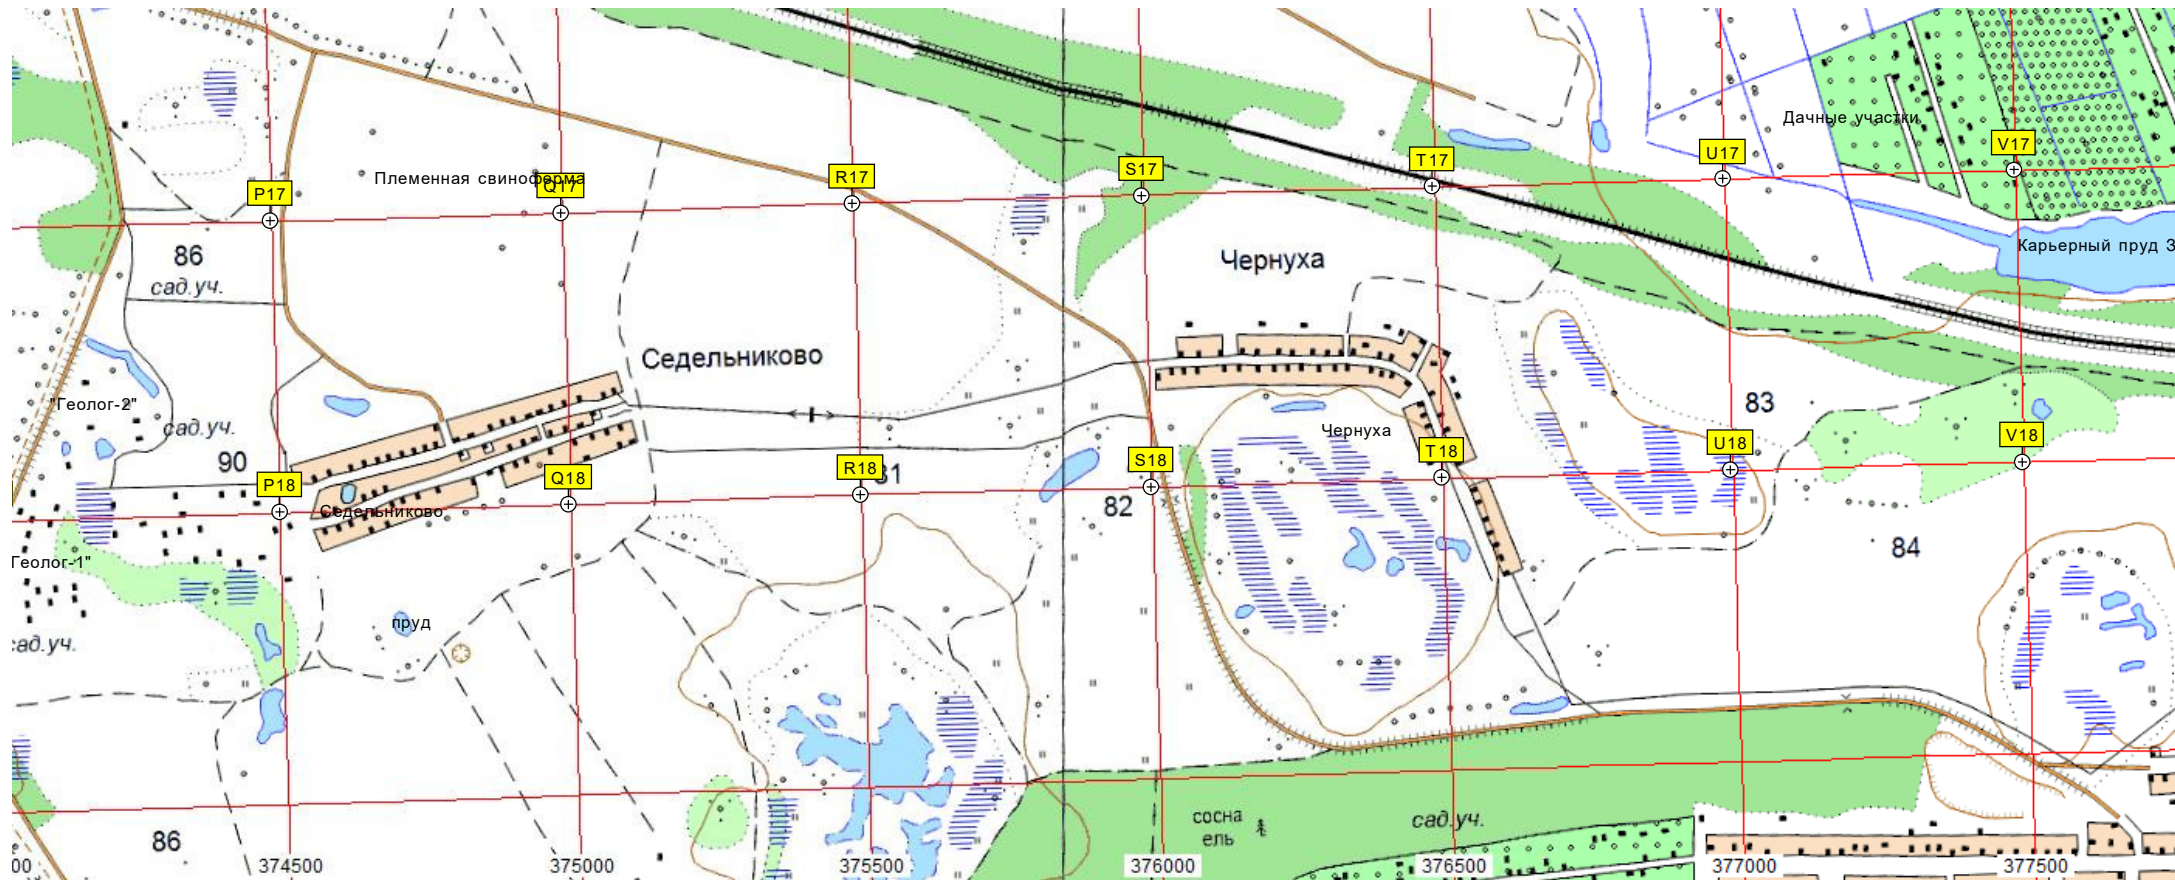 Дачные участки
V17
U17
T17
S17
R17
Племенная свиноферма
Q17
P17
Карьерный пруд 3
86
сад.уч.
Чернуха
Седельниково
"Геолог-2"
83
сад.уч.
Чернуха
90
V18
U18
T18
S18
R18
81
Q18
P18
82
Седельниково
84
Геолог-1"
пруд
сад.уч.
сосна
ель
сад.уч.
86
00
374500
375000
375500
376000
376500
377000
377500